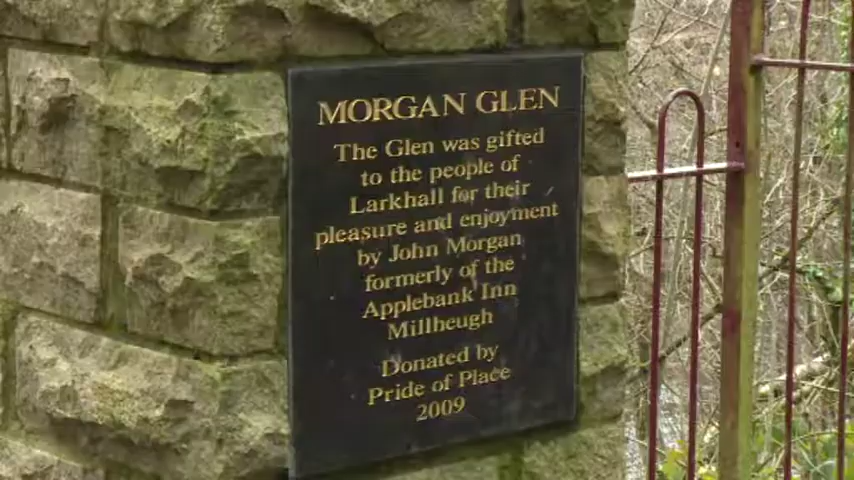 MORGAN GLEN
The Glen was gifted
to the people of
Larkhall for their
pleasure and enjoyment
by John Morgan
formerly of the
Applebank Inn
Millheugh
Donated by
Pride of Place
2009